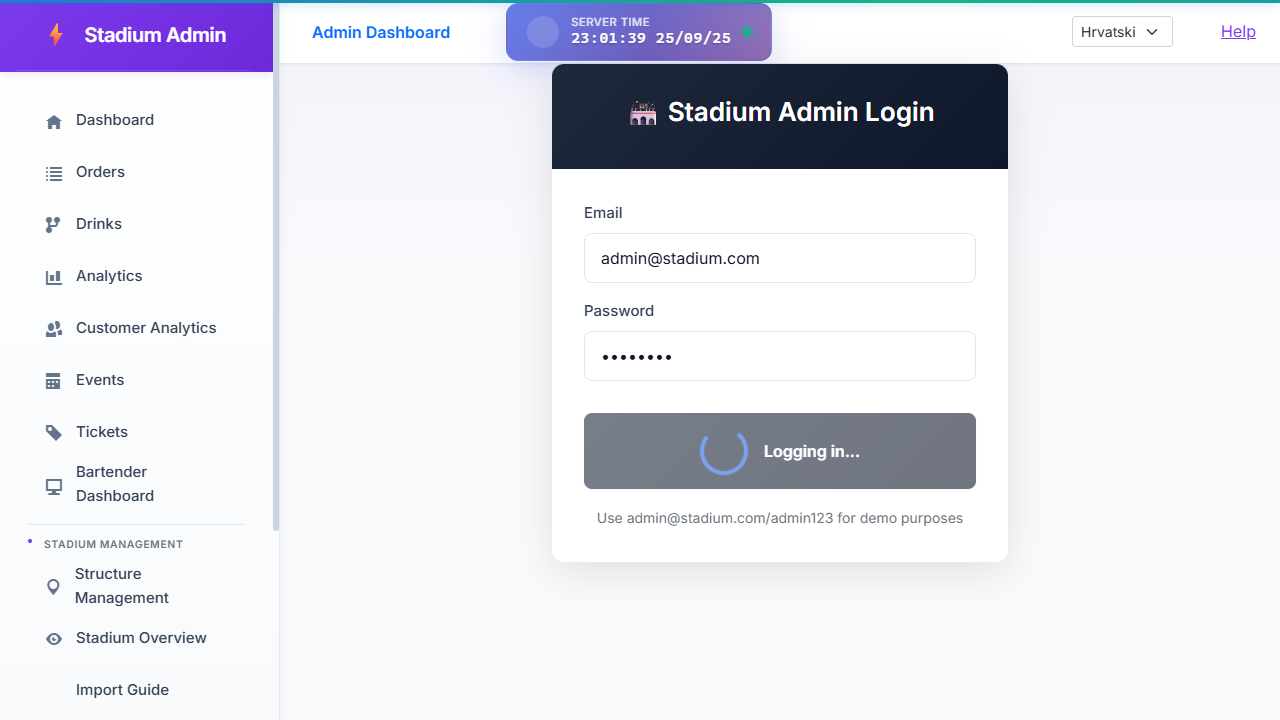 Stadium Admin
Admin Dashboard
SERVER TIME
23:01:39 25/09/25
Hrvatski
Help
Dashboard
Orders
Drinks
Analytics
Customer Analytics
Events
Tickets
Bartender
Dashboard
STADIUM MANAGEMENT
Structure
Management
Stadium Overview
Import Guide
Stadium Admin Login
Email
admin@stadium.com
Password
••••••••
Logging in...
Use admin@stadium.com/admin123 for demo purposes